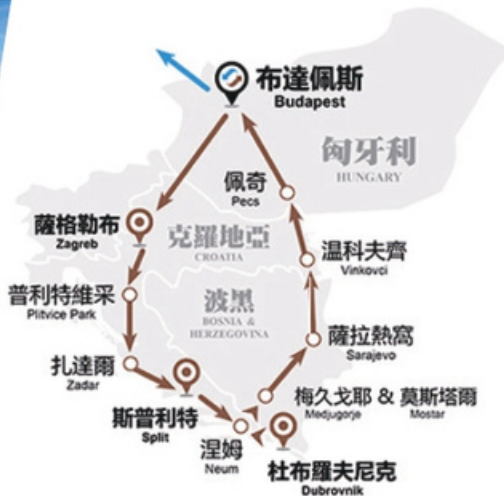 布達佩斯
Budapest
匈牙利
HUNGARY
佩奇
Pecs
薩格勒布
Zagreb
克羅地亞
CROATIA
温科夫齊
Vinkovci
普利特維采
Plitvice Park
波黑
BOSNIA &
HERZEGOVINA
薩拉熱窩
Sarajevo
扎達爾
Zadar
梅久戈耶 & 莫斯塔爾
Medjugorje Mostar
斯普利特
Split
涅姆
Neum
杜布羅夫尼克
Dubrovnik